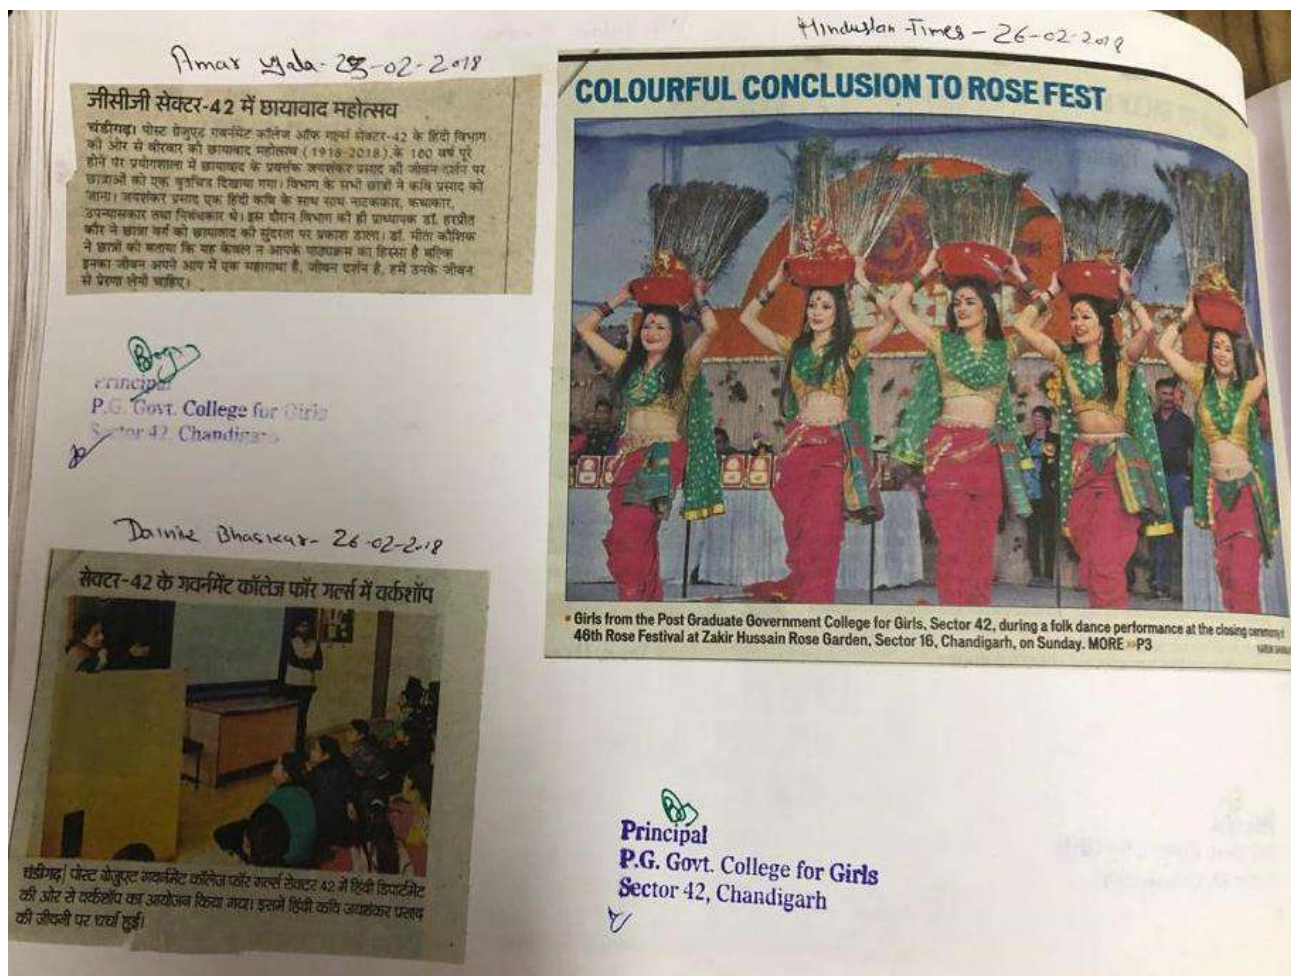 Amar Ujala-23-02-2018
जीसीजी सेक्टर-42 में छायावाद महोत्सव
चंडीगढ़। पोस्ट ग्रेजुएट गवर्नमेंट कॉलेज ऑफ गर्ल्स सेक्टर-42 के हिंदी विभाग
की ओर से वीरवार को छायावाद महोत्सव (1918-2018) के 100 वर्ष पूरे
होने पर प्रयोगशाला में छायावाद के प्रवर्त्तक जयशंकर प्रसाद की जीवन दर्शन पर
छात्राओं को एक वृत्तचित्र दिखाया गया। विभाग के सभी छात्रों ने कवि प्रसाद को
जाना। जयशंकर प्रसाद एक हिंदी कवि के साथ साथ नाटककार, कथाकार,
उपन्यासकार तथा निबंधकार थे। इस दौरान विभाग की ही प्राध्यापक डॉ. हरप्रीत
कौर ने छात्रा वर्ग को छायावाद की सुंदरता पर प्रकाश डाला। डॉ. मीता कौशिक
ने छात्रों को बताया कि यह केवल न आपके पाठ्यक्रम का हिस्सा है बल्कि
इनका जीवन अपने आप में एक महागाथा है, जीवन दर्शन है, हमें उनके जीवन
से प्रेरणा लेनी चाहिए।
Principal
P.G. Govt. College for Girls
Sector 42, Chandigarh
Dainik Bhaskar- 26-02-2018
सेक्टर-42 के गवर्नमेंट कॉलेज फॉर गर्ल्स में वर्कशॉप
चंडीगढ़| पोस्ट ग्रेजुएट गवर्नमेंट कॉलेज फॉर गर्ल्स सेक्टर 42 में हिंदी डिपार्टमेंट
की ओर से वर्कशॉप का आयोजन किया गया। इसमें हिंदी कवि जयशंकर प्रसाद
की जीवनी पर चर्चा हुई।
Hindustan Times - 26-02-2018
COLOURFUL CONCLUSION TO ROSE FEST
Girls from the Post Graduate Government College for Girls, Sector 42, during a folk dance performance at the closing ceremony of
46th Rose Festival at Zakir Hussain Rose Garden, Sector 16, Chandigarh, on Sunday. MORE »P3
Principal
P.G. Govt. College for Girls
Sector 42, Chandigarh